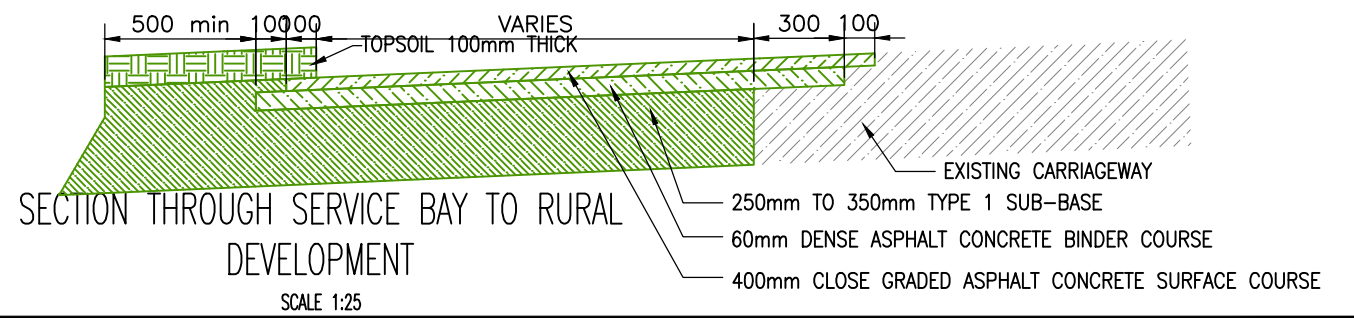 500 min 100 100 VARIES 300 100
TOPSOIL 100mm THICK
EXISTING CARRIAGEWAY
250mm TO 350mm TYPE 1 SUB-BASE
60mm DENSE ASPHALT CONCRETE BINDER COURSE
400mm CLOSE GRADED ASPHALT CONCRETE SURFACE COURSE
SECTION THROUGH SERVICE BAY TO RURAL
DEVELOPMENT
SCALE 1:25